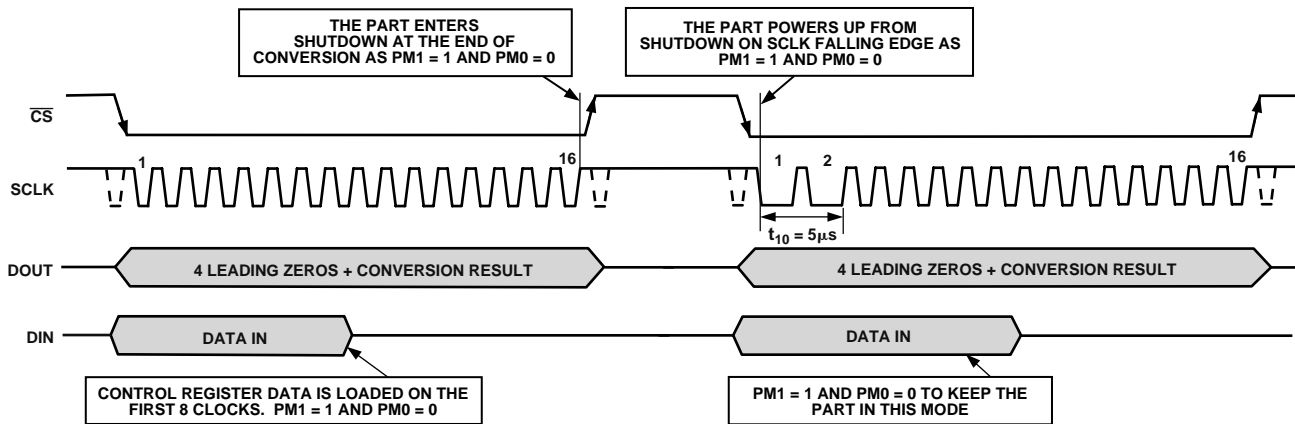 THE PART ENTERS
SHUTDOWN AT THE END OF
CONVERSION AS PM1 = 1 AND PM0 = 0
THE PART POWERS UP FROM
SHUTDOWN ON SCLK FALLING EDGE AS
PM1 = 1 AND PM0 = 0
CS
1
16
1
2
16
SCLK
t10 = 5μs
DOUT
4 LEADING ZEROS + CONVERSION RESULT
4 LEADING ZEROS + CONVERSION RESULT
DIN
DATA IN
DATA IN
CONTROL REGISTER DATA IS LOADED ON THE
FIRST 8 CLOCKS. PM1 = 1 AND PM0 = 0
PM1 = 1 AND PM0 = 0 TO KEEP THE
PART IN THIS MODE